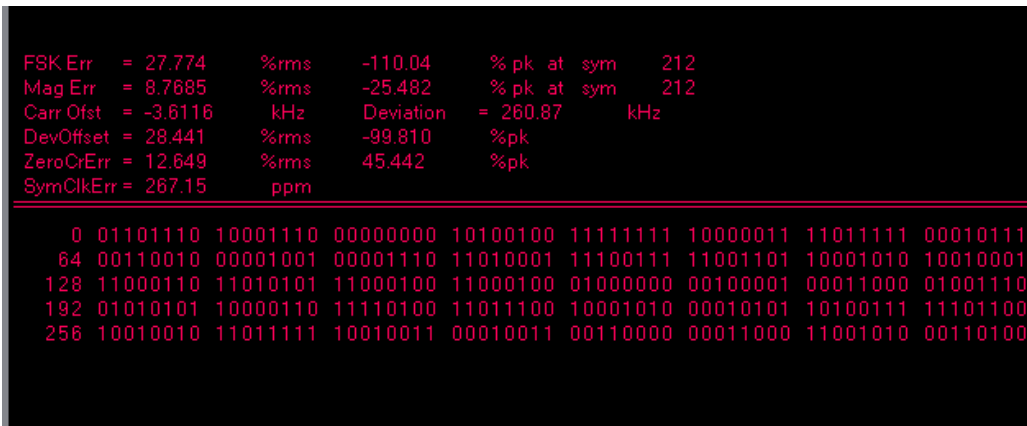 FSK Err = 27.774 %rms -110.04 % pk at sym 212
Mag Err = 8.7685 %rms -25.482 % pk at sym 212
Carr Ofst = -3.6116 kHz Deviation = 260.87 kHz
DevOffset = 28.441 %rms -99.810 %pk
ZeroCrErr = 12.649 %rms 45.442 %pk
SymClkErr = 267.15 ppm
0 01101110 10001110 00000000 10100100 11111111 10000011 11011111 00010111
64 00110010 00001001 00001110 11010001 11100111 11001101 10001010 10010001
128 11000110 11010101 11000100 11000100 01000000 00100001 00011000 01001110
192 01010101 10000110 11110100 11011100 10001010 00010101 10100111 11101100
256 10010010 11011111 10010011 00010011 00110000 00011000 11001010 00110100